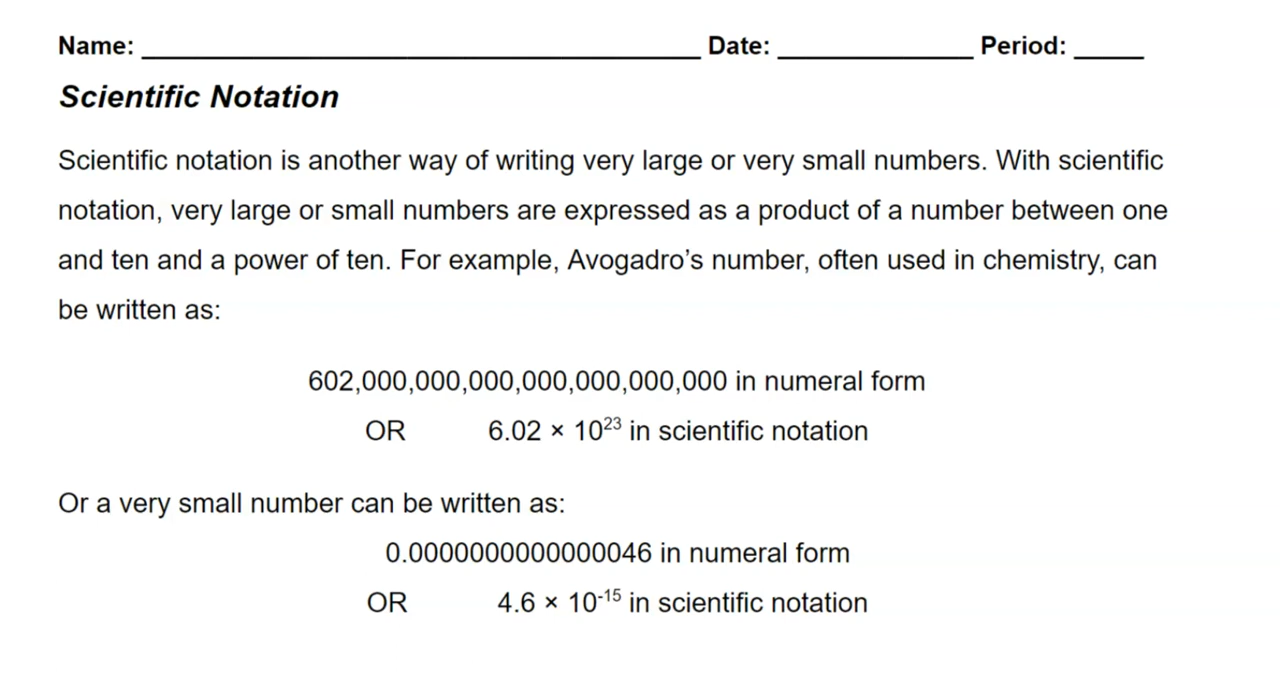 Name: ________________________________________ Date: ______________ Period: _____
Scientific Notation
Scientific notation is another way of writing very large or very small numbers. With scientific
notation, very large or small numbers are expressed as a product of a number between one
and ten and a power of ten. For example, Avogadro’s number, often used in chemistry, can
be written as:
602,000,000,000,000,000,000,000 in numeral form
OR 6.02 × 10²³ in scientific notation
Or a very small number can be written as:
0.0000000000000046 in numeral form
OR 4.6 × 10⁻¹⁵ in scientific notation